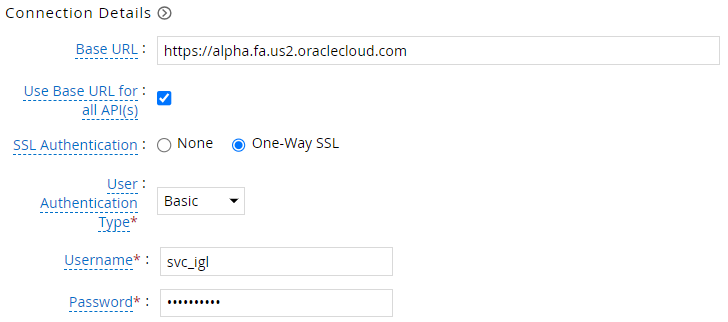 Connection Details
Base URL : https://alpha.fa.us2.oraclecloud.com
Use Base URL for :
all API(s)
SSL Authentication : None One-Way SSL
User :
Authentication Basic
Type*
Username* : svc_igl
Password* : ••••••••••